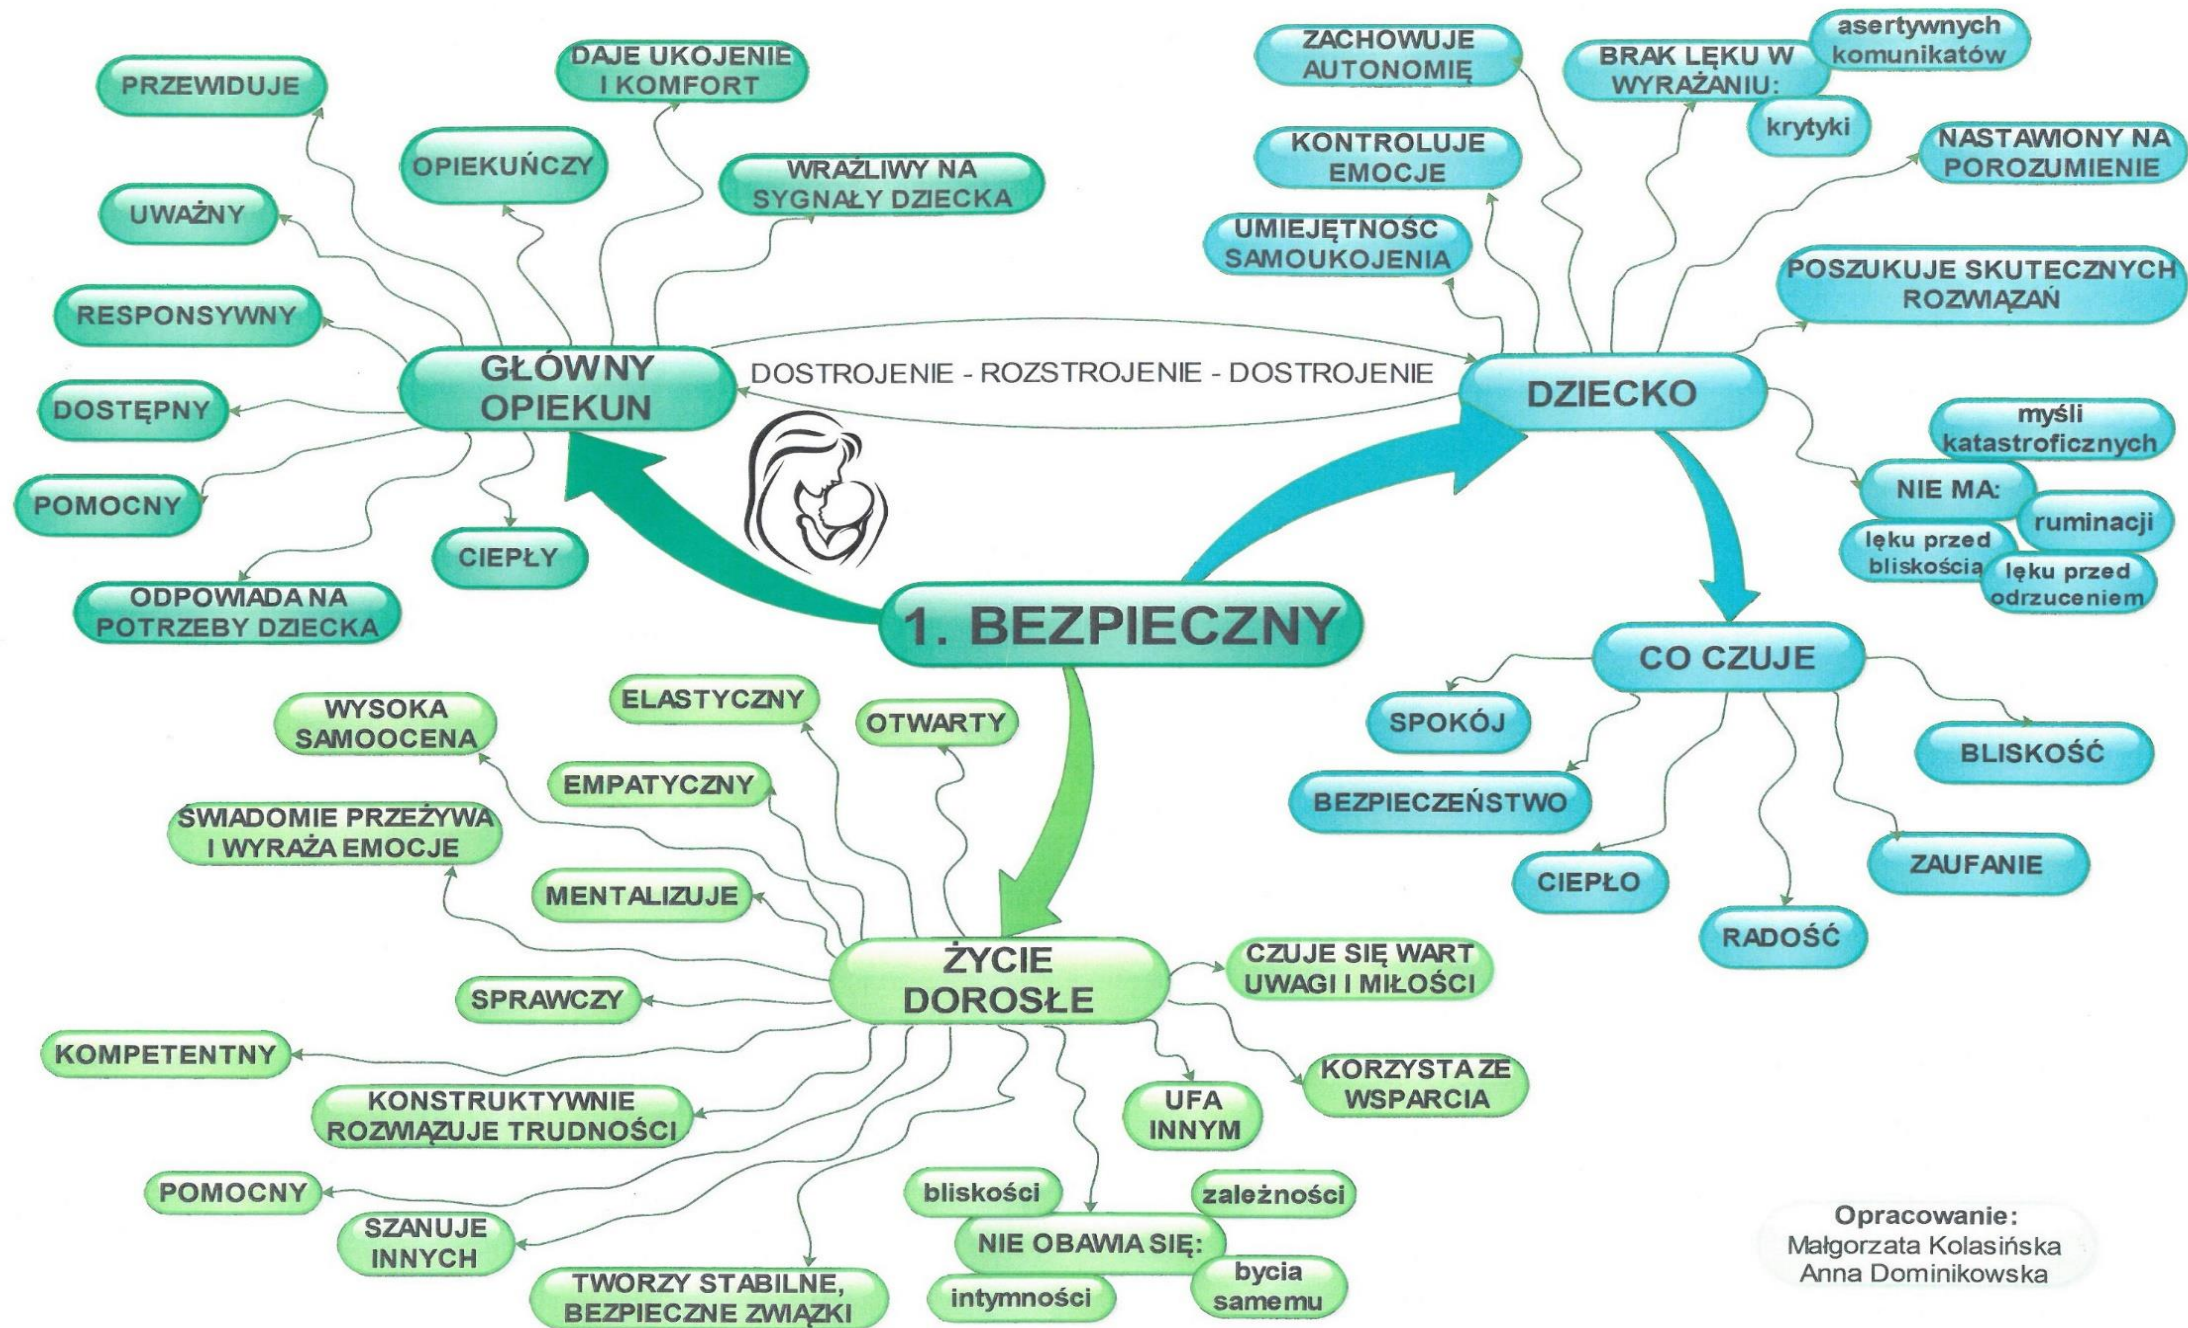 PRZEWIDUJE
DAJE UKOJENIE
I KOMFORT
OPIEKUŃCZY
WRAŻLIWY NA
SYGNAŁY DZIECKA
UWAŻNY
RESPONSYWNY
DOSTĘPNY
POMOCNY
ODPOWIADA NA
POTRZEBY DZIECKA
CIEPŁY
GŁÓWNY
OPIEKUN
DOSTROJENIE - ROZSTROJENIE - DOSTROJENIE
DZIECKO
ZACHOWUJE
AUTONOMIĘ
KONTROLUJE
EMOCJE
UMIEJĘTNOŚC
SAMOUKOJENIA
BRAK LĘKU W
WYRAŻANIU:
asertywnych
komunikatów
krytyki
NASTAWIONY NA
POROZUMIENIE
POSZUKUJE SKUTECZNYCH
ROZWIĄZAŃ
myśli
katastroficznych
NIE MA:
ruminacji
lęku przed
bliskością
lęku przed
odrzuceniem
1. BEZPIECZNY
CO CZUJE
SPOKÓJ
BEZPIECZEŃSTWO
CIEPŁO
RADOŚĆ
ZAUFANIE
BLISKOŚĆ
WYSOKA
SAMOOCENA
ELASTYCZNY
OTWARTY
EMPATYCZNY
ŚWIADOMIE PRZEŻYWA
I WYRAŻA EMOCJE
MENTALIZUJE
SPRAWCZY
ŻYCIE
DOROSŁE
CZUJE SIĘ WART
UWAGI I MIŁOŚCI
KORZYSTA ZE
WSPARCIA
UFA
INNYM
KOMPETENTNY
KONSTRUKTYWNIE
ROZWIĄZUJE TRUDNOŚCI
POMOCNY
SZANUJE
INNYCH
TWORZY STABILNE,
BEZPIECZNE ZWIĄZKI
bliskości
zależności
NIE OBAWIA SIĘ:
intymności
bycia
samemu
Opracowanie:
Małgorzata Kolasińska
Anna Dominikowska